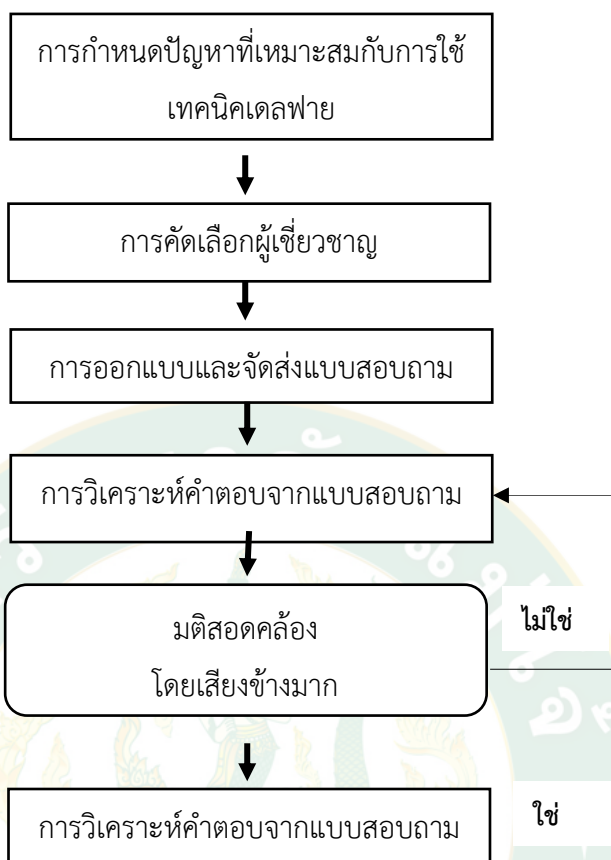 การกำหนดปัญหาที่เหมาะสมกับการใช้
เทคนิคเดลฟาย
การคัดเลือกผู้เชี่ยวชาญ
การออกแบบและจัดส่งแบบสอบถาม
การวิเคราะห์คำตอบจากแบบสอบถาม
มติสอดคล้อง
โดยเสียงข้างมาก
ไม่ใช่
การวิเคราะห์คำตอบจากแบบสอบถาม
ใช่